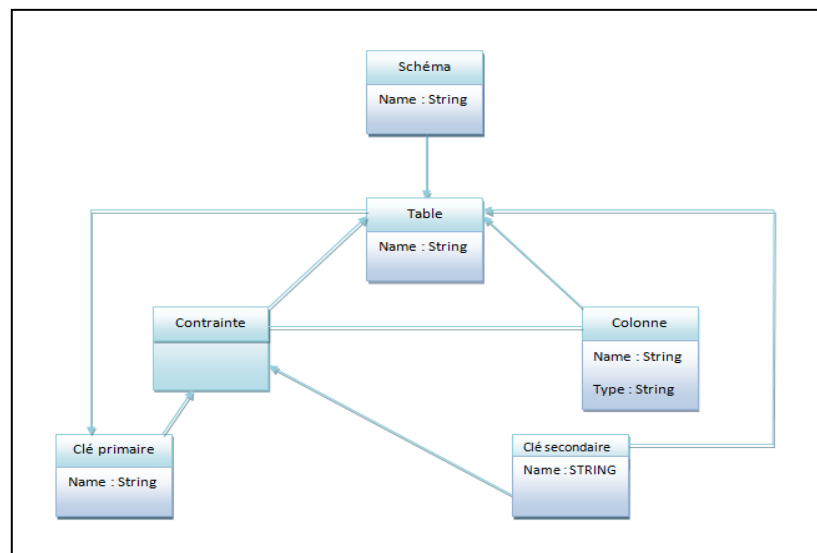 Schéma
Name : String
Table
Name : String
Contrainte
Colonne
Name : String
Type : String
Clé primaire
Name : String
Clé secondaire
Name : STRING